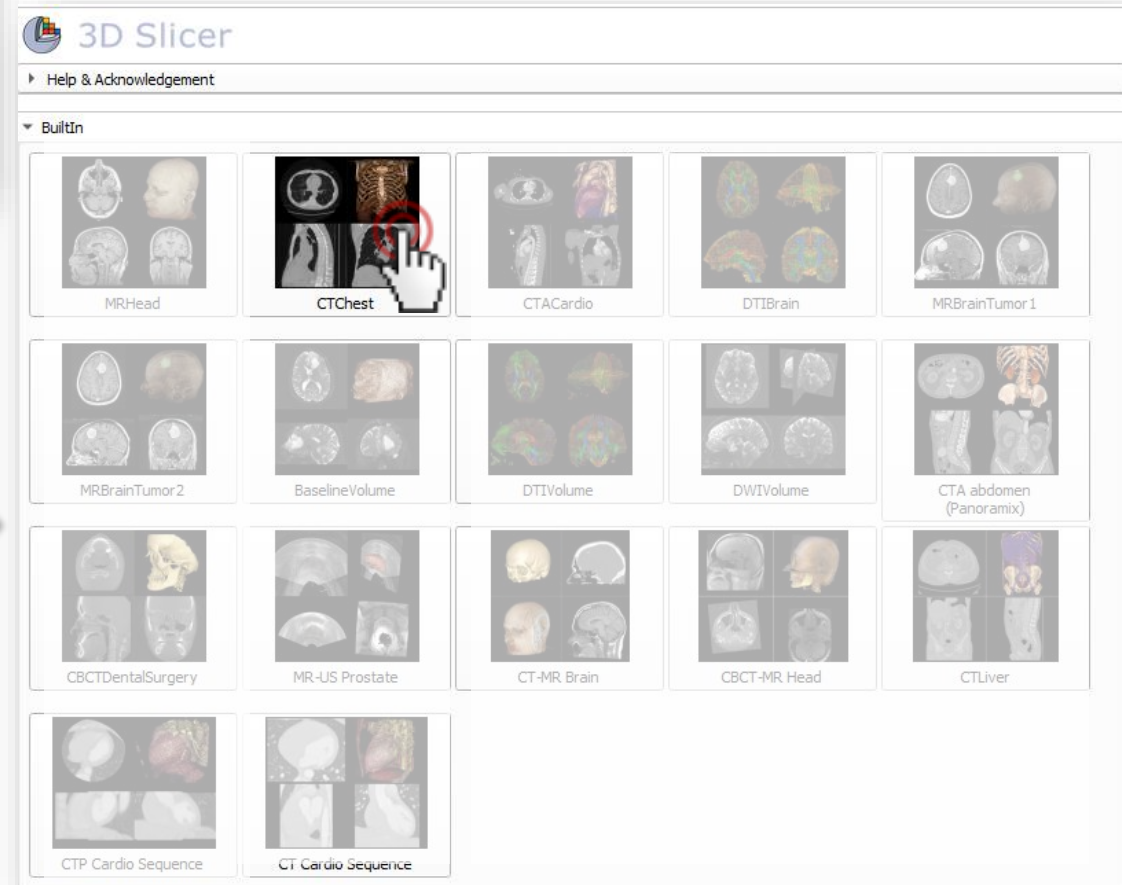 3D Slicer
Help & Acknowledgement
BuiltIn
MRHead
CTChest
CTACardio
DTIBrain
MRBrainTumor1
MRBrainTumor2
BaselineVolume
DTIVolume
DWIVolume
CTA abdomen
(Panoramix)
CBCTDentalSurgery
MR-US Prostate
CT-MR Brain
CBCT-MR Head
CTLiver
CTP Cardio Sequence
CT Cardio Sequence